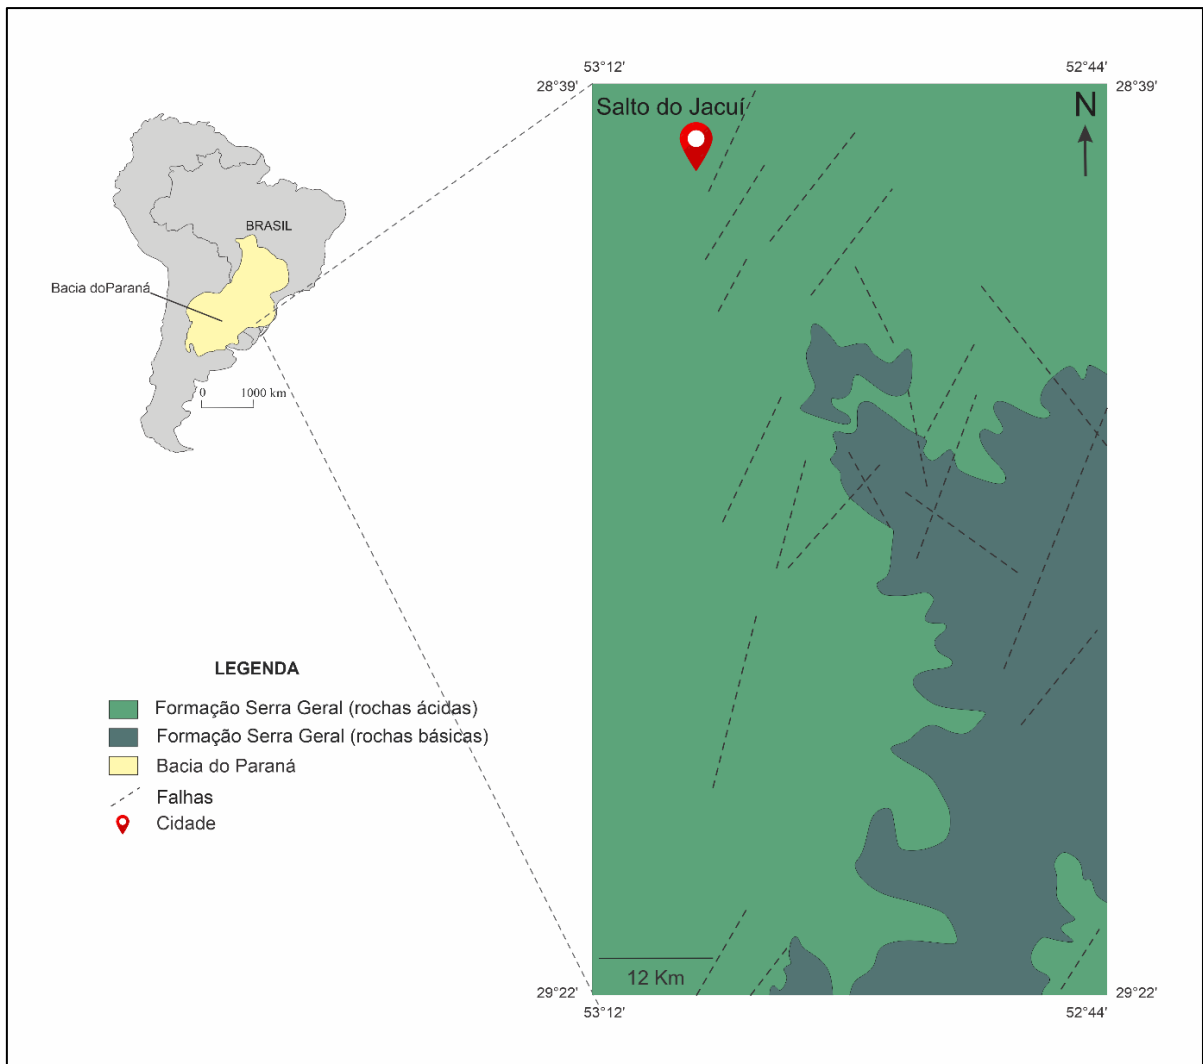 53°12'
52°44'
28°39'
28°39'
Salto do Jacuí
N
BRASIL
Bacia doParaná
0 1000 km
LEGENDA
Formação Serra Geral (rochas ácidas)
Formação Serra Geral (rochas básicas)
Bacia do Paraná
Falhas
Cidade
12 Km
29°22'
29°22'
53°12'
52°44'